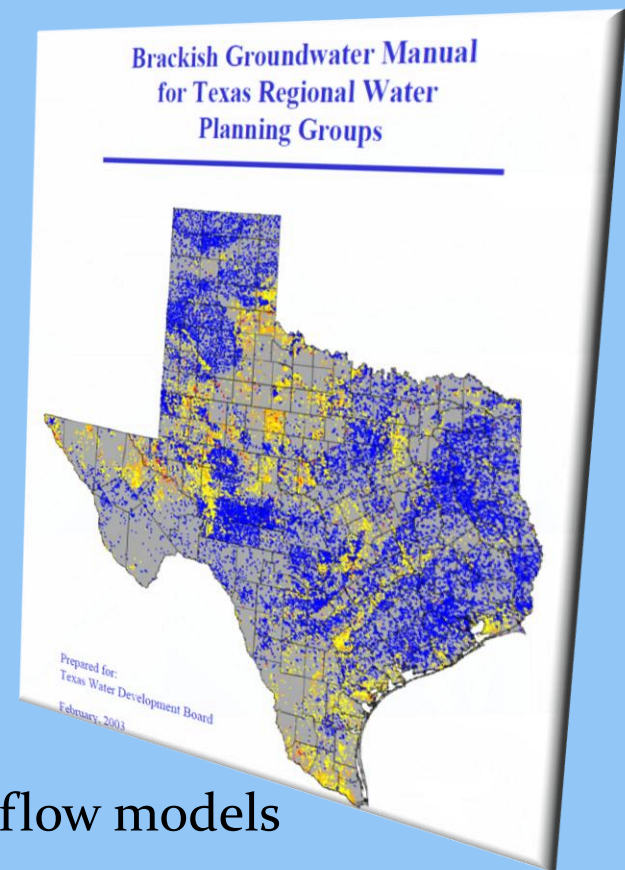 Brackish Groundwater Manual
for Texas Regional Water
Planning Groups
Prepared for:
Texas Water Development Board
February, 2003
flow models